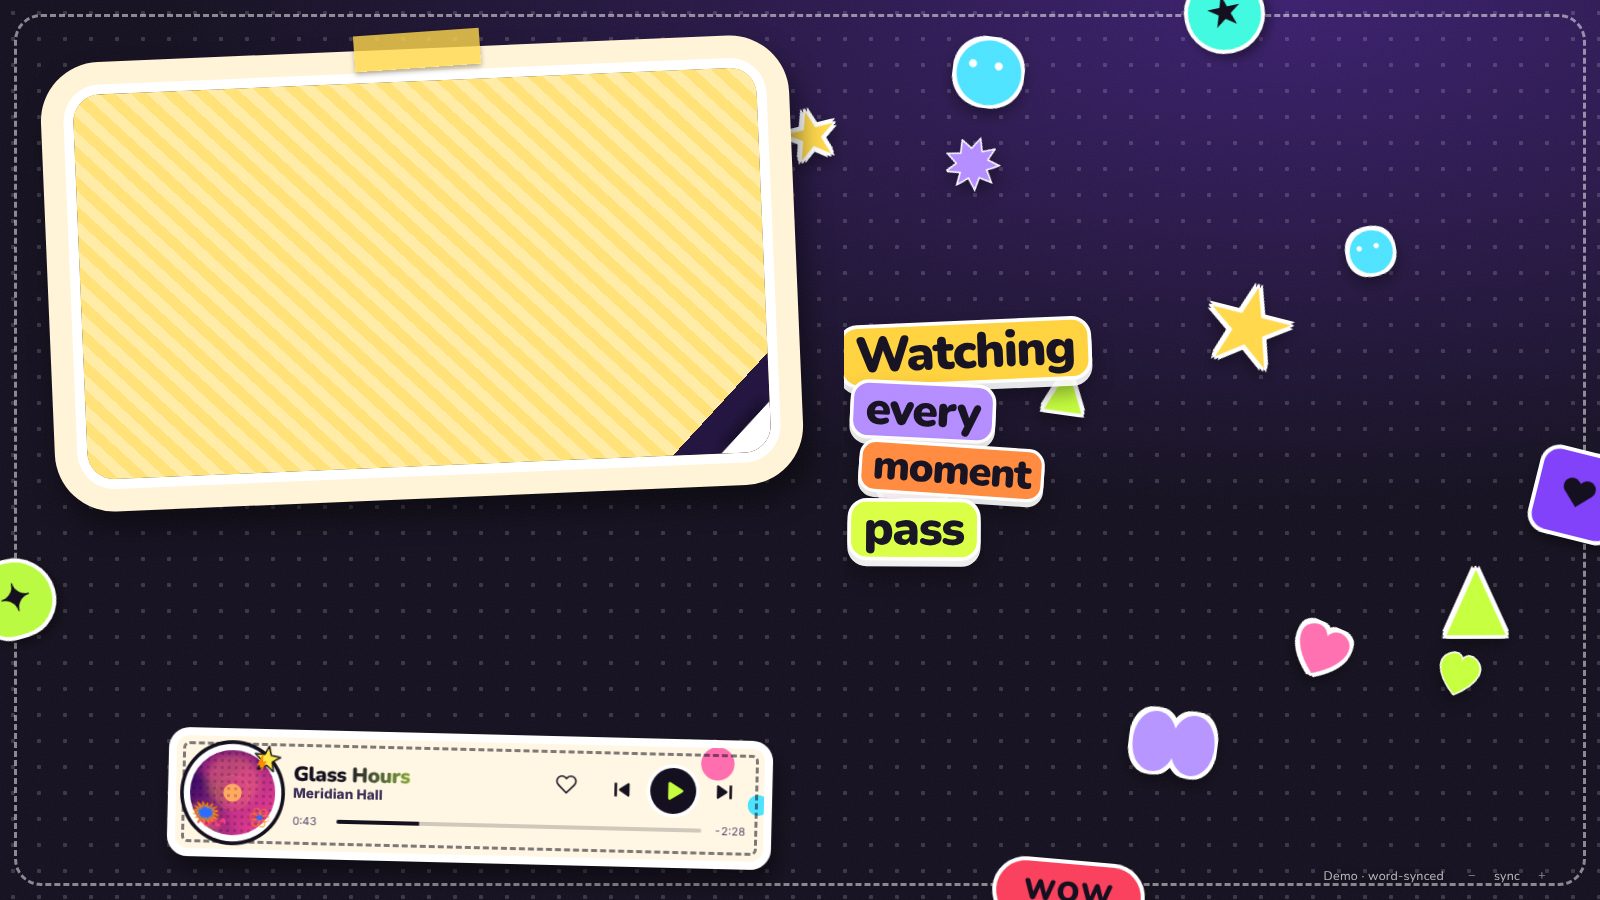 Watching
every
moment
pass
Glass Hours
Meridian Hall
0:43
-2:28
wow
Demo · word-synced − sync +